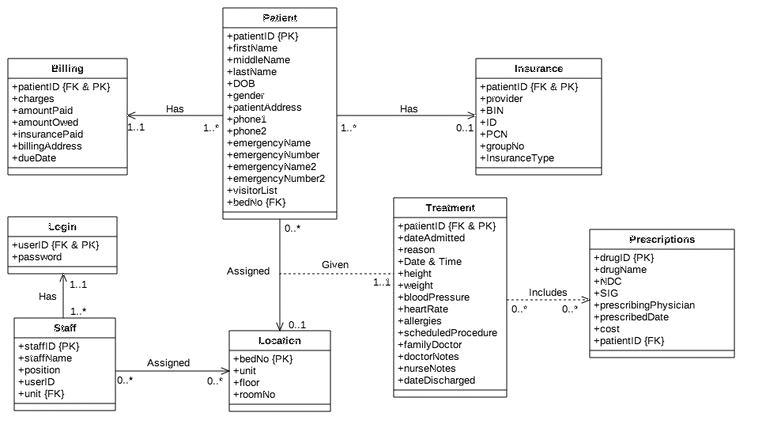 Patient
+patientID {PK}
+firstName
+middleName
+lastName
+DOB
+gender
+patientAddress
+phone1
+phone2
+emergencyName
+emergencyNumber
+emergencyName2
+emergencyNumber2
+visitorList
+bedNo {FK}
Billing
+patientID {FK & PK}
+charges
+amountPaid
+amountOwed
+insurancePaid
+billingAddress
+dueDate
Has
1..1
1..*
Insurance
+patientID {FK & PK}
+provider
+BIN
+ID
+PCN
+groupNo
+InsuranceType
Has
1..*
0..1
Login
+userID {FK & PK}
+password
1..1
Has
1..*
Staff
+staffID {PK}
+staffName
+position
+userID
+unit {FK}
Assigned
0..*
0..*
0..*
Assigned
0..1
Location
+bedNo {PK}
+unit
+floor
+roomNo
Given
1..1
Treatment
+patientID {FK & PK}
+dateAdmitted
+reason
+Date & Time
+height
+weight
+bloodPressure
+heartRate
+allergies
+scheduledProcedure
+familyDoctor
+doctorNotes
+nurseNotes
+dateDischarged
Includes
0..*
0..*
Prescriptions
+drugID {PK}
+drugName
+NDC
+SIG
+prescribingPhysician
+prescribedDate
+cost
+patientID {FK}